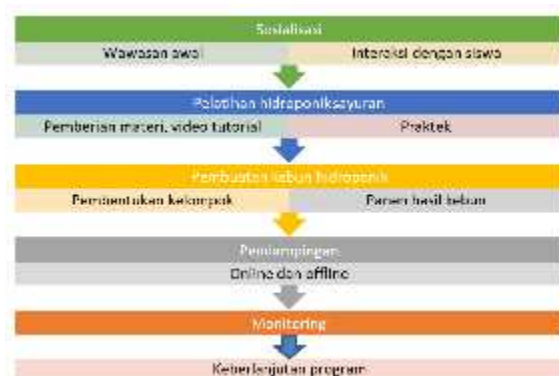 Sosialisasi
Wawasan awal Interaksi dengan siswa
Pelatihan hidroponiksayuran
Pemberian materi, video tutorial Praktek
Pembuatan kebun hidroponik
Pembentukan kelompok Panen hasil kebun
Pendampingan
Online dan offline
Monitoring
Keberlanjutan program